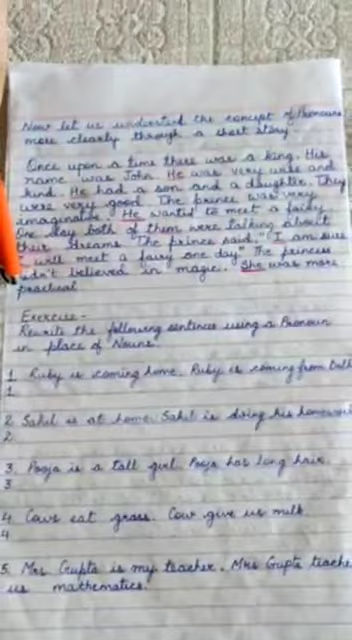 Now let us understand the concept of Pronouns
more clearly through a short story
Once upon a time there was a king. His
name was John. He was very wise and
kind. He had a son and a daughter. They
were very good. The prince was very
imaginative. He wanted to meet a fairy.
One day both of them were talking about
their dreams. The prince said, "I am sure
I will meet a fairy one day" The princess
didn't believed in magic. She was more
practical
Exercise-
Rewrite the following sentences using a Pronoun
in place of Nouns.
1. Ruby is coming home. Ruby is coming from
1
2. Sahil is at home. Sahil is doing his homework
2.
3. Pooja is a tall girl. Pooja has long hair.
3
4. Cows eat grass. Cow give us milk
4
5. Mrs Gupta is my teacher. Mrs Gupta teache
us mathematics.